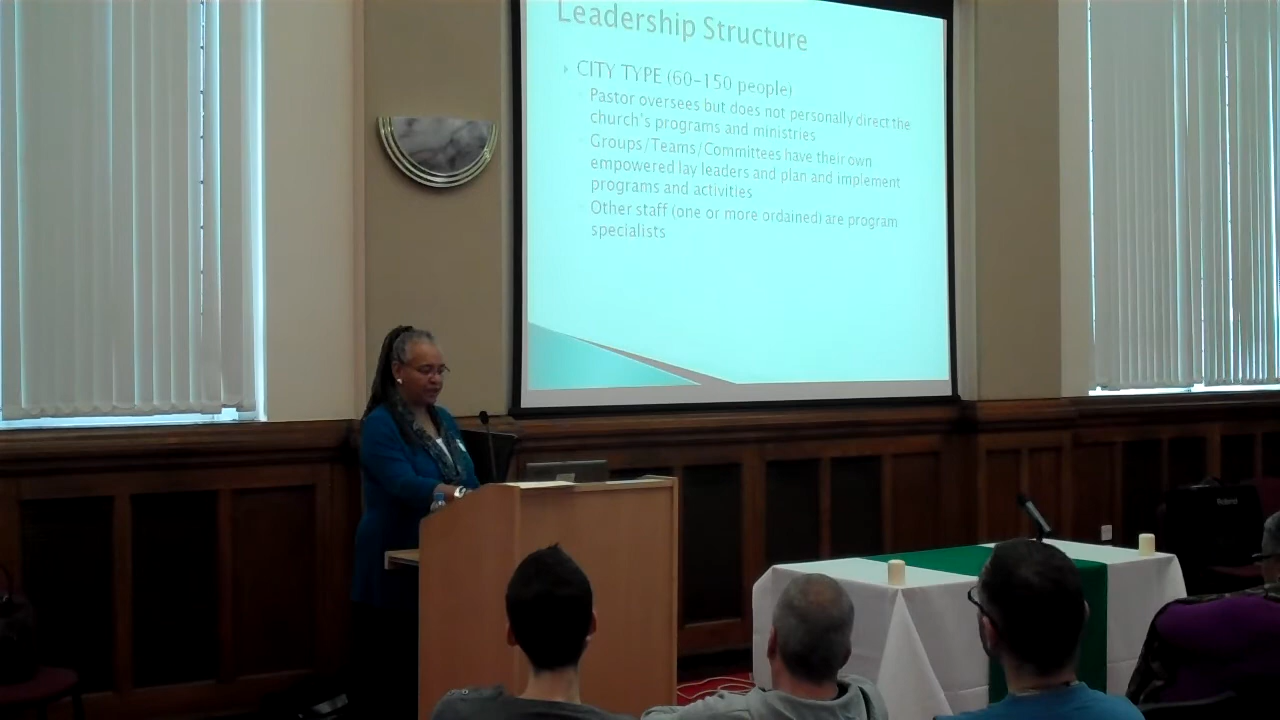 Leadership Structure
CITY TYPE (60-150 people)
Pastor oversees but does not personally direct the
church's programs and ministries
Groups/Teams/Committees have their own
empowered lay leaders and plan and implement
programs and activities
Other staff (one or more ordained) are program
specialists
Roland